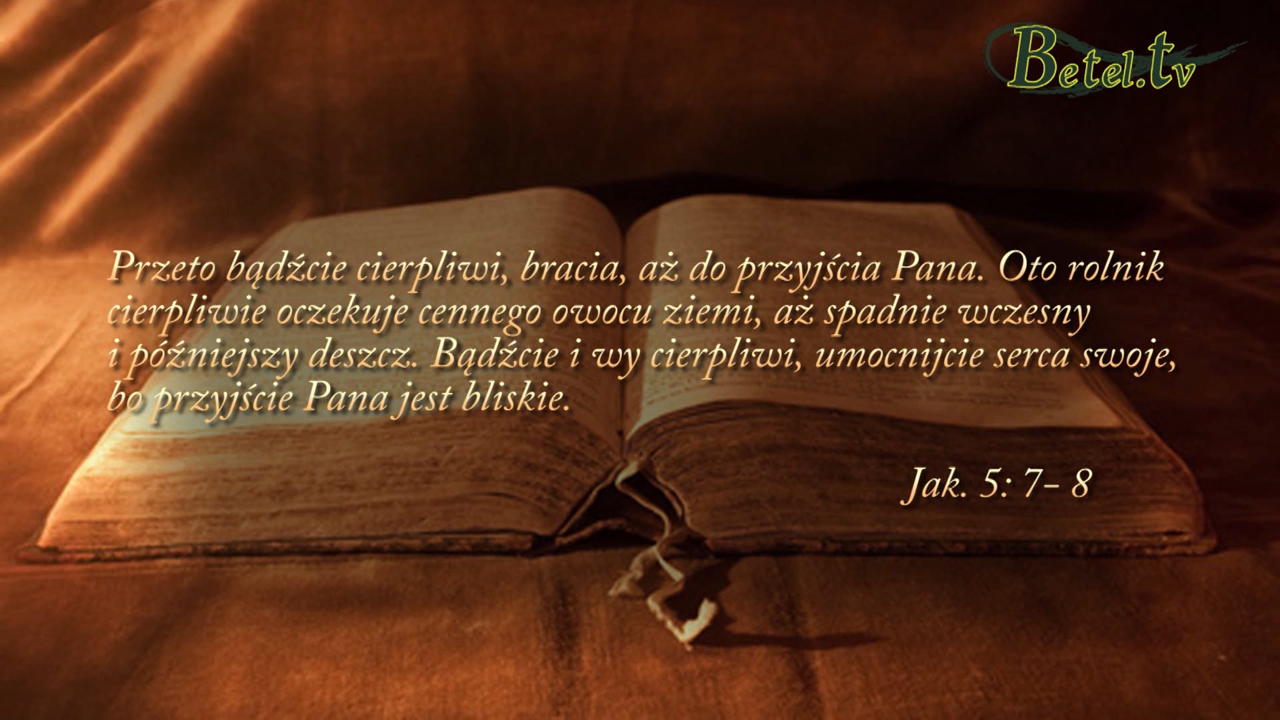 Betel.tv
Przeto bądźcie cierpliwi, bracia, aż do przyjścia Pana. Oto rolnik
cierpliwie oczekuje cennego owocu ziemi, aż spadnie wczesny
i późniejszy deszcz. Bądźcie i wy cierpliwi, umocnijcie serca swoje,
bo przyjście Pana jest bliskie.
Jak. 5: 7- 8